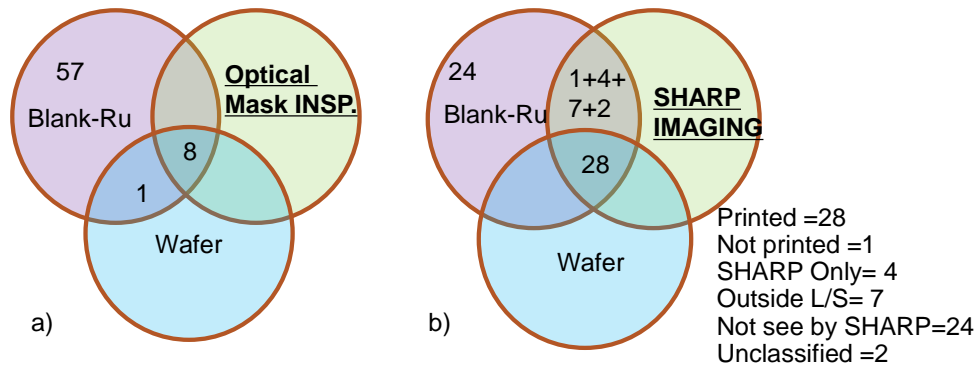 57
Blank-Ru
Optical
Mask INSP.
8
1
Wafer
a)
24
Blank-Ru
1+4+
7+2
SHARP
IMAGING
28
Wafer
b)
Printed =28
Not printed =1
SHARP Only= 4
Outside L/S= 7
Not see by SHARP=24
Unclassified =2